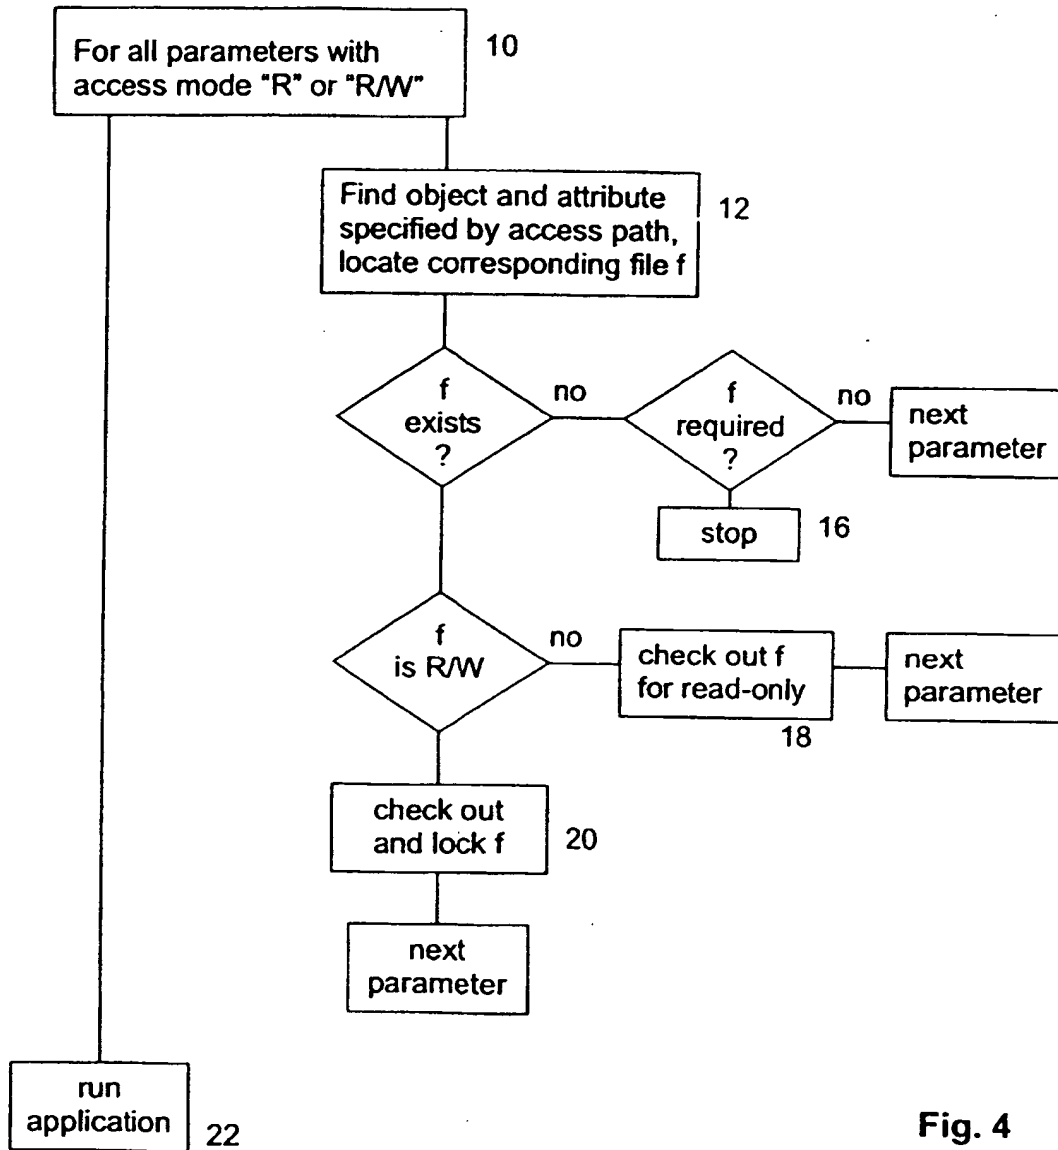 For all parameters with
access mode "R" or "R/W"
10
Find object and attribute
specified by access path,
locate corresponding file f
12
f
exists
?
no
f
required
?
no
next
parameter
stop
16
f
is R/W
no
check out f
for read-only
18
next
parameter
check out
and lock f
20
next
parameter
run
application
22
Fig. 4